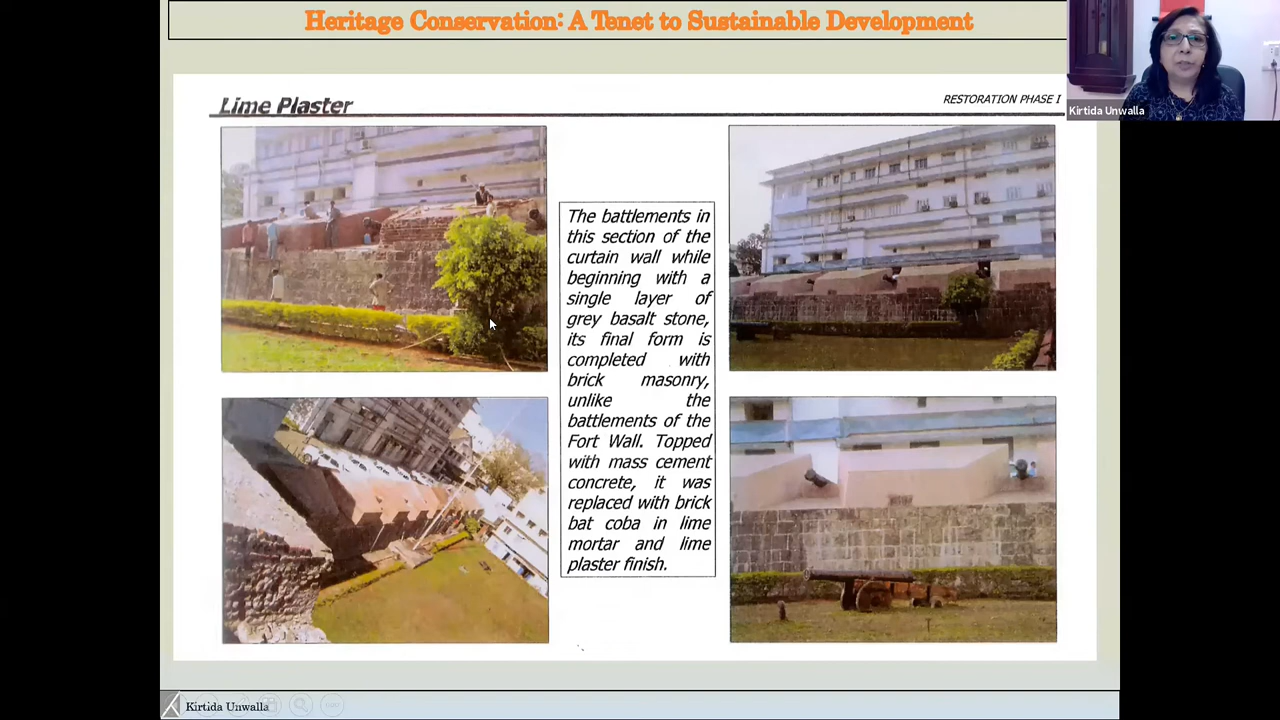 Heritage Conservation: A Tenet to Sustainable Development
Kirtida Unwalla
Lime Plaster
RESTORATION PHASE I
The battlements in
this section of the
curtain wall while
beginning with a
single layer of
grey basalt stone,
its final form is
completed with
brick masonry,
unlike the
battlements of the
Fort Wall. Topped
with mass cement
concrete, it was
replaced with brick
bat coba in lime
mortar and lime
plaster finish.
Kirtida Unwalla